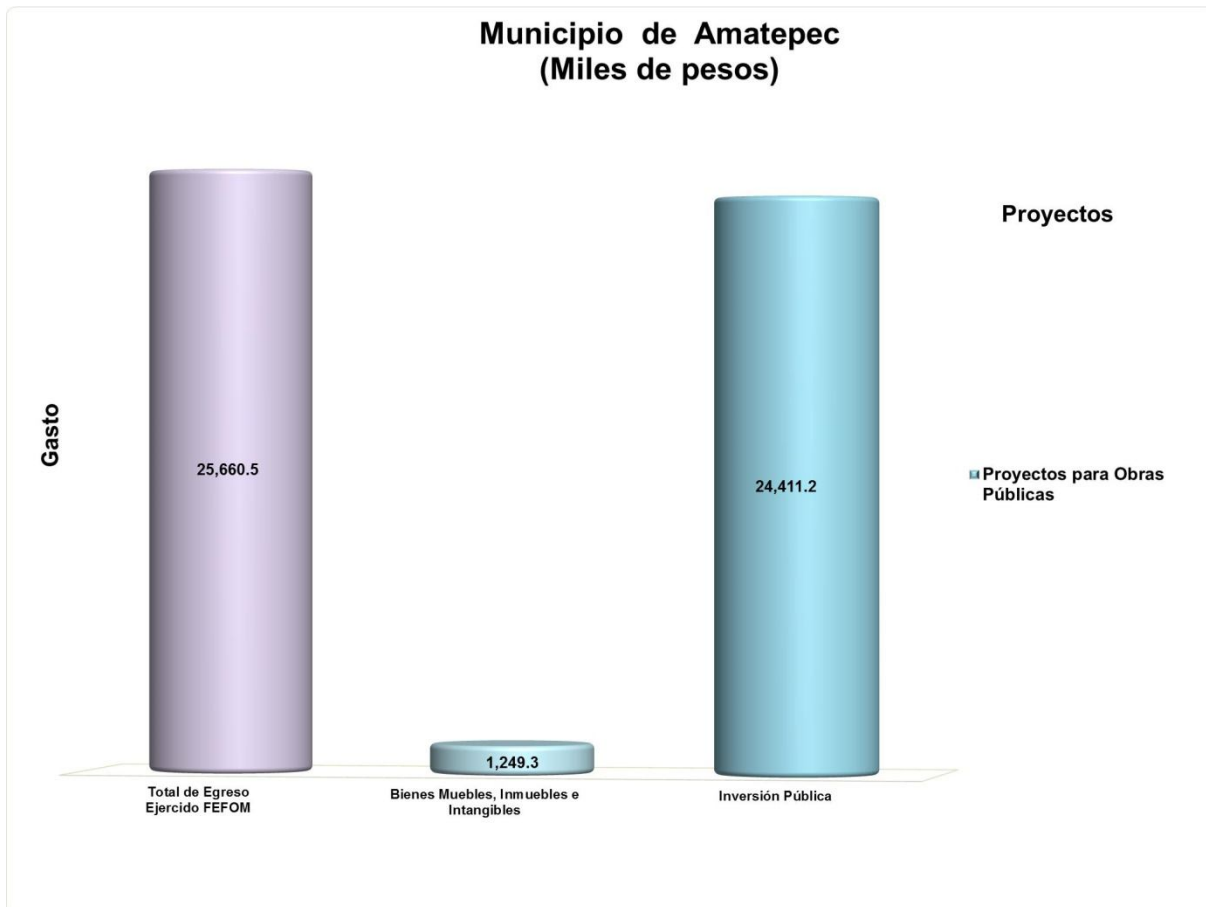 Municipio de Amatepec
(Miles de pesos)
Proyectos
Gasto
25,660.5
24,411.2
Proyectos para Obras
Públicas
1,249.3
Total de Egreso
Ejercido FEFOM
Bienes Muebles, Inmuebles e
Intangibles
Inversión Pública